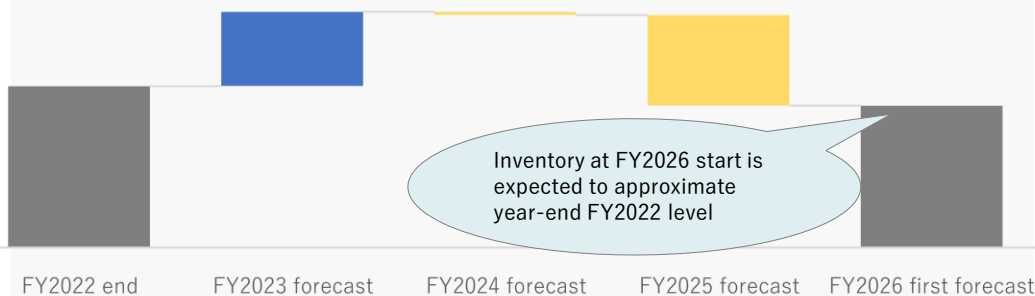 Inventory at FY2026 start is
expected to approximate
year-end FY2022 level
FY2022 end
FY2023 forecast
FY2024 forecast
FY2025 forecast
FY2026 first forecast